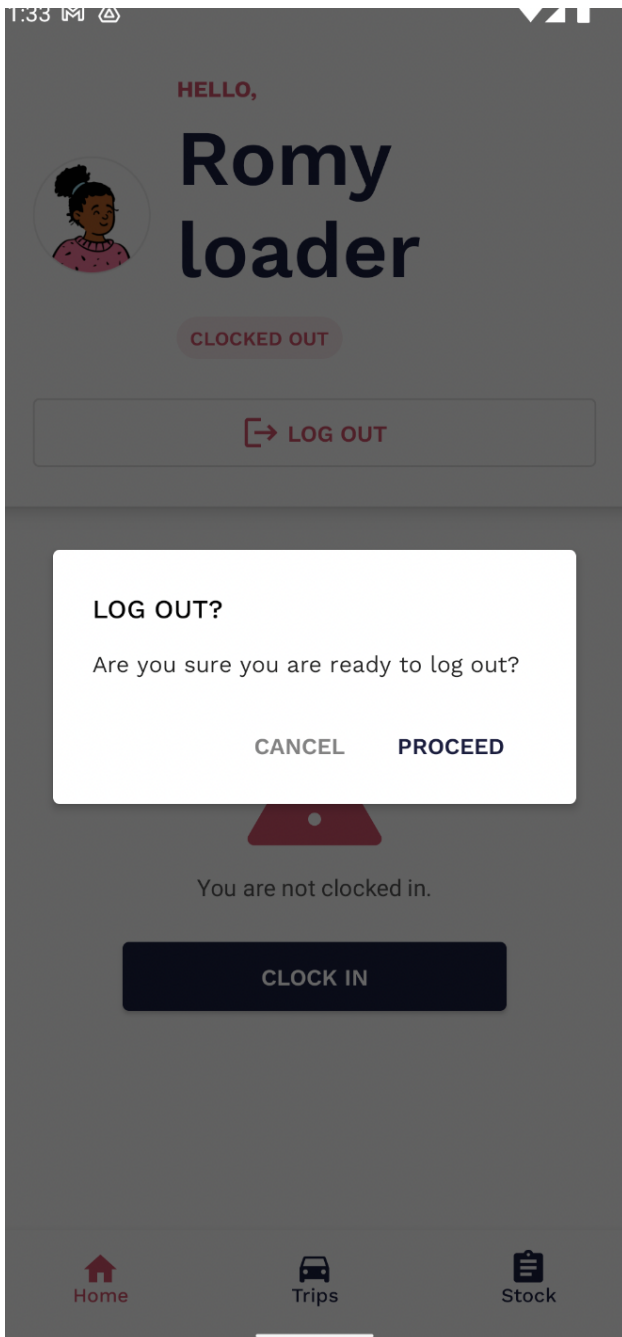 1:33
HELLO,
Romy
loader
CLOCKED OUT
LOG OUT
LOG OUT?
Are you sure you are ready to log out?
CANCEL PROCEED
You are not clocked in.
CLOCK IN
Home Trips Stock